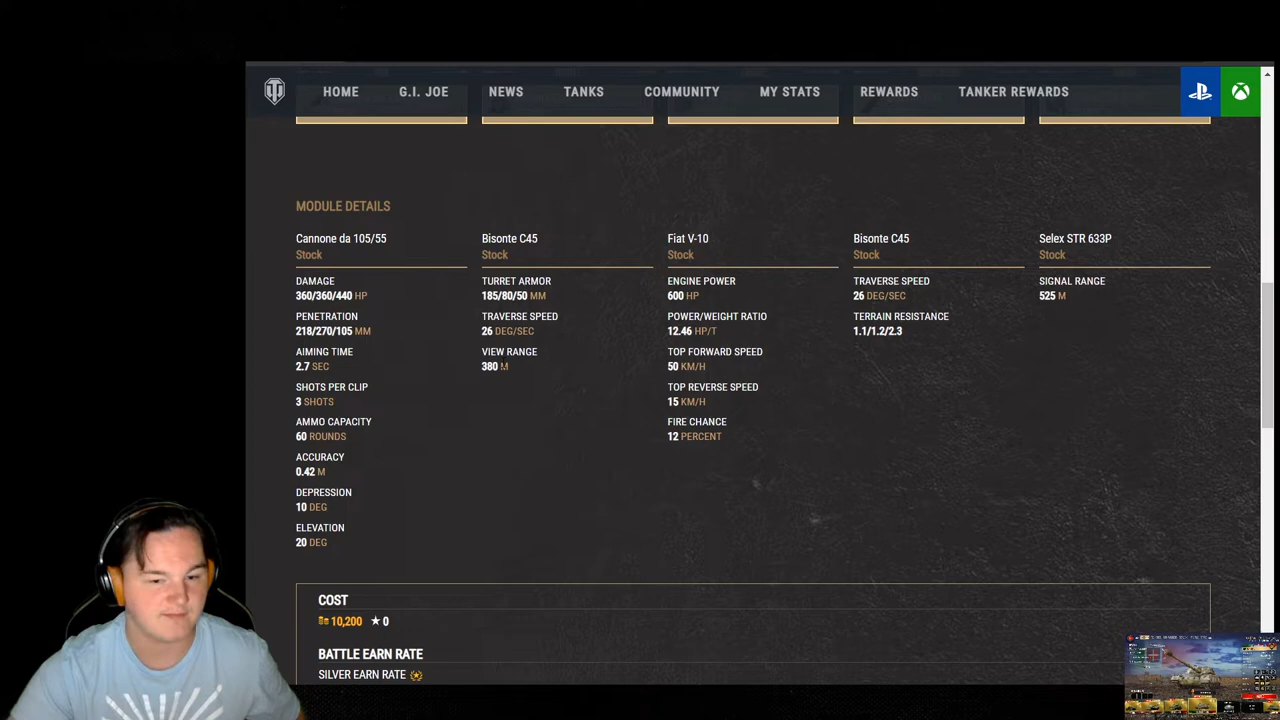 HOME G.I. JOE NEWS TANKS COMMUNITY MY STATS REWARDS TANKER REWARDS
MODULE DETAILS
Cannone da 105/55
Stock
DAMAGE
360/360/440 HP
PENETRATION
218/270/105 MM
AIMING TIME
2.7 SEC
SHOTS PER CLIP
3 SHOTS
AMMO CAPACITY
60 ROUNDS
ACCURACY
0.42 M
DEPRESSION
10 DEG
ELEVATION
20 DEG
Bisonte C45
Stock
TURRET ARMOR
185/80/50 MM
TRAVERSE SPEED
26 DEG/SEC
VIEW RANGE
380 M
Fiat V-10
Stock
ENGINE POWER
600 HP
POWER/WEIGHT RATIO
12.46 HP/T
TOP FORWARD SPEED
50 KM/H
TOP REVERSE SPEED
15 KM/H
FIRE CHANCE
12 PERCENT
Bisonte C45
Stock
TRAVERSE SPEED
26 DEG/SEC
TERRAIN RESISTANCE
1.1/1.2/2.3
Selex STR 633P
Stock
SIGNAL RANGE
525 M
COST
10,200 ★ 0
BATTLE EARN RATE
SILVER EARN RATE